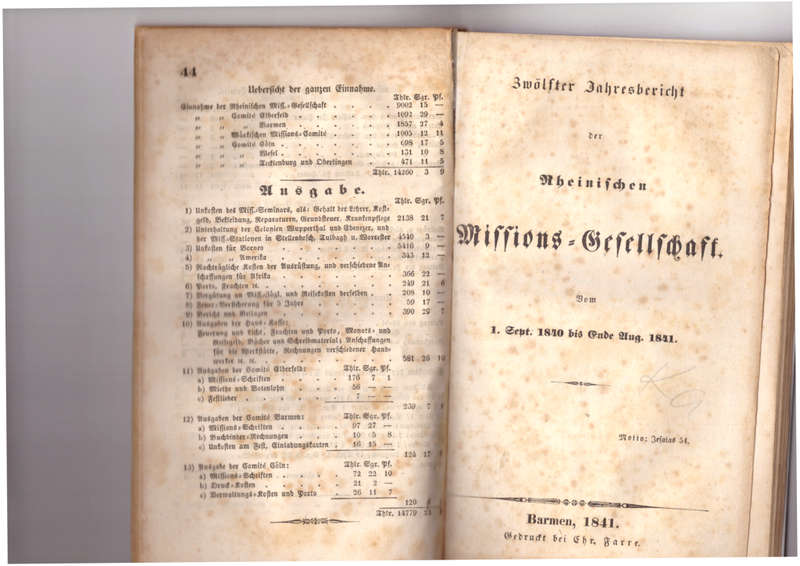 44
Uebersicht der ganzen Einnahme.
Thlr. Sgr. Pf.
Einnahme der Rheinischen Miss.-Gesellschaft . . . . 9002 15 —
„ „ Comité Elberfeld . . . . . 1092 29 —
„ „ „ Barmen . . . . . 1857 27 4
„ „ Märkischen Missions-Comité . . . . 1005 12 11
„ „ Comité Cöln . . . . . 698 17 5
„ „ „ Wesel . . . . . 131 10 8
„ „ „ Tecklenburg und Oberlingen . . . 471 11 5
Thlr. 14260 3 9
Ausgabe.
Thlr. Sgr. Pf.
1) Unkosten des Miss.-Seminars, als: Gehalt der Lehrer, Kost-
geld, Bekleidung, Reparaturen, Grundsteuer, Krankenpflege 2138 21 7
2) Unterhaltung der Colonien Wupperthal und Ebenezer, und
der Miss.-Stationen in Stellenbosch, Tulbagh u. Worcester 4540 3 —
3) Unkosten für Borneo . . . . . 5416 9 —
4) „ „ Amerika . . . . . 343 12 —
5) Nachträgliche Kosten der Ausrüstung, und verschiedene An-
schaffungen für Afrika . . . . . 366 22 —
6) Porto, Frachten ꝛc. . . . . . 249 21 6
7) Vergütung an Miss.-Zögl. und Reisekosten derselben . . 208 10 —
8) Feuer-Versicherung für 5 Jahre . . . . 59 17 —
9) Bericht und Beilagen . . . . . 390 29 7
10) Ausgaben der Haus-Kasse:
Feuerung und Licht, Frachten und Porto, Monats- und
Reisegeld, Bücher und Schreibmaterial; Anschaffungen
für die Werkstätte, Rechnungen verschiedener Hand-
werker ꝛc. ꝛc. . . . . . 581 26 10
11) Ausgaben der Comité Elberfeld: Thlr. Sgr. Pf.
a) Missions-Schriften . . . . 176 7 1
b) Miethe und Botenlohn . . . 56 — —
c) Festlieder . . . . . 7 — —
239 7 1
12) Ausgaben der Comité Barmen: Thlr. Sgr. Pf.
a) Missions-Schriften . . . . 97 27 —
b) Buchbinder-Rechnungen . . . 10 5 8
c) Unkosten am Fest, Einladungskarten . 16 15 —
17
13) Ausgabe der Comité Cöln: Thlr. Sgr. Pf.
a) Missions-Schriften . . . . 72 22 10
b) Druck-Kosten . . . . . 21 2 —
c) Verwaltungs-Kosten und Porto . . 26 11 7
120
Thlr. 14779
Zwölfter Jahresbericht
der
Rheinischen
Missions-Gesellschaft.
Vom
1. Sept. 1840 bis Ende Aug. 1841.
Motto: Jesaias 54.
Barmen, 1841.
Gedruckt bei Chr. Farre.